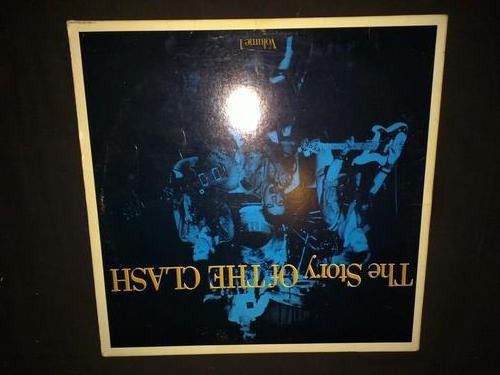 The Story Of THE CLASH
Volume 1